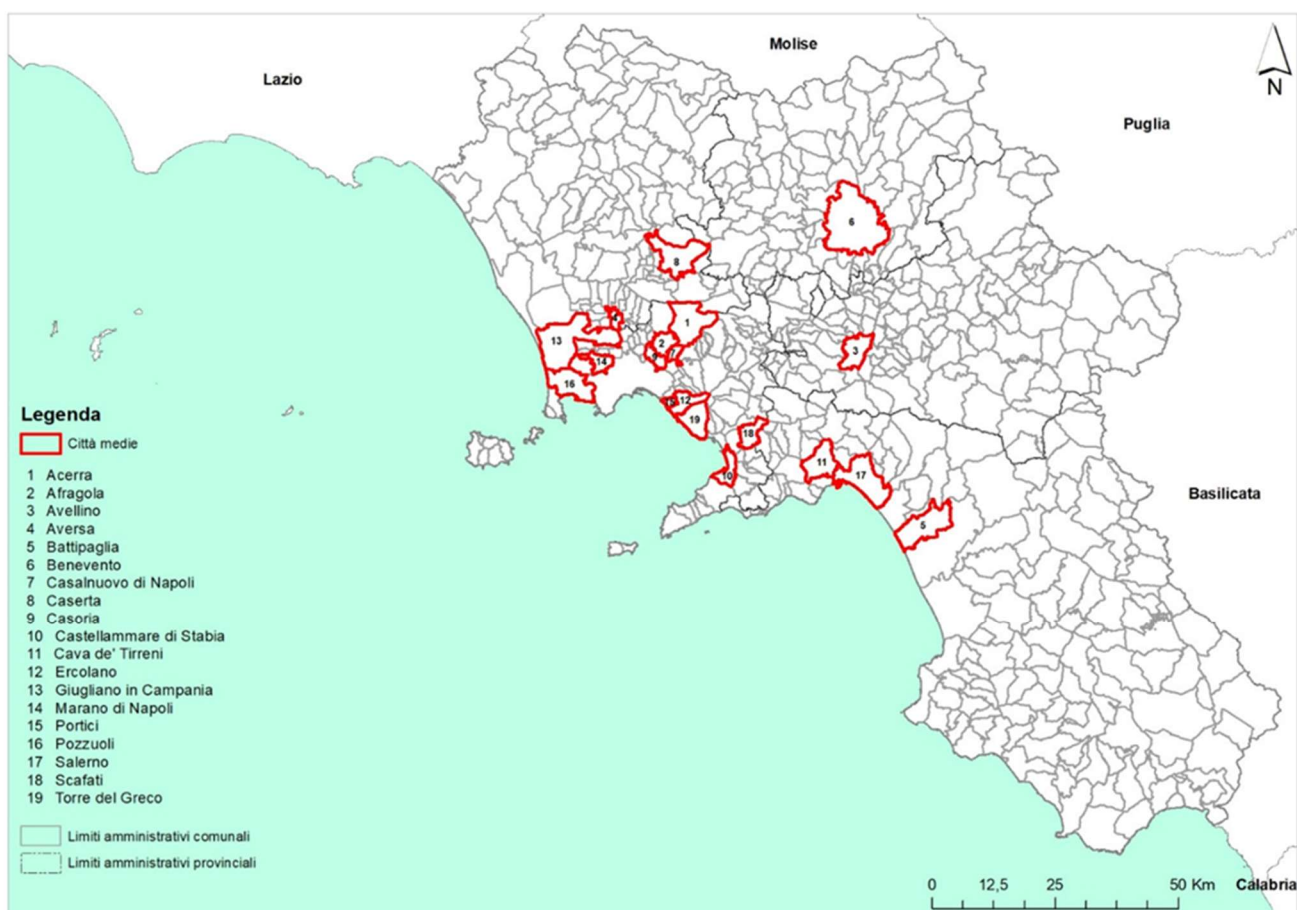 Molise
Lazio
N
Puglia
6
8
1
13
4
2
3
14
9
7
16
15
12
19
18
11
17
10
5
Basilicata
Legenda
Città medie
1 Acerra
2 Afragola
3 Avellino
4 Aversa
5 Battipaglia
6 Benevento
7 Casalnuovo di Napoli
8 Caserta
9 Casoria
10 Castellammare di Stabia
11 Cava de' Tirreni
12 Ercolano
13 Giugliano in Campania
14 Marano di Napoli
15 Portici
16 Pozzuoli
17 Salerno
18 Scafati
19 Torre del Greco
Limiti amministrativi comunali
Limiti amministrativi provinciali
0 12,5 25 50 Km
Calabria